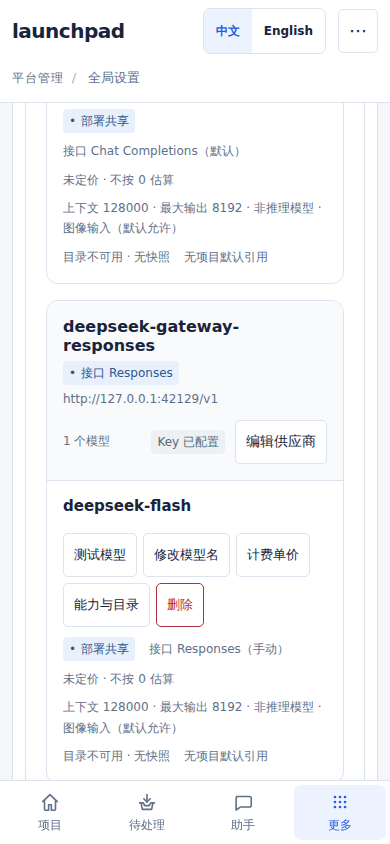 launchpad
中文
English
平台管理 / 全局设置
• 部署共享
接口 Chat Completions（默认）
未定价 · 不按 0 估算
上下文 128000 · 最大输出 8192 · 非推理模型 ·
图像输入（默认允许）
目录不可用 · 无快照 无项目默认引用
deepseek-gateway-
responses
• 接口 Responses
http://127.0.0.1:42129/v1
1 个模型
Key 已配置
编辑供应商
deepseek-flash
测试模型
修改模型名
计费单价
能力与目录
删除
• 部署共享
接口 Responses（手动）
未定价 · 不按 0 估算
上下文 128000 · 最大输出 8192 · 非推理模型 ·
图像输入（默认允许）
目录不可用 · 无快照 无项目默认引用
项目
待处理
助手
更多